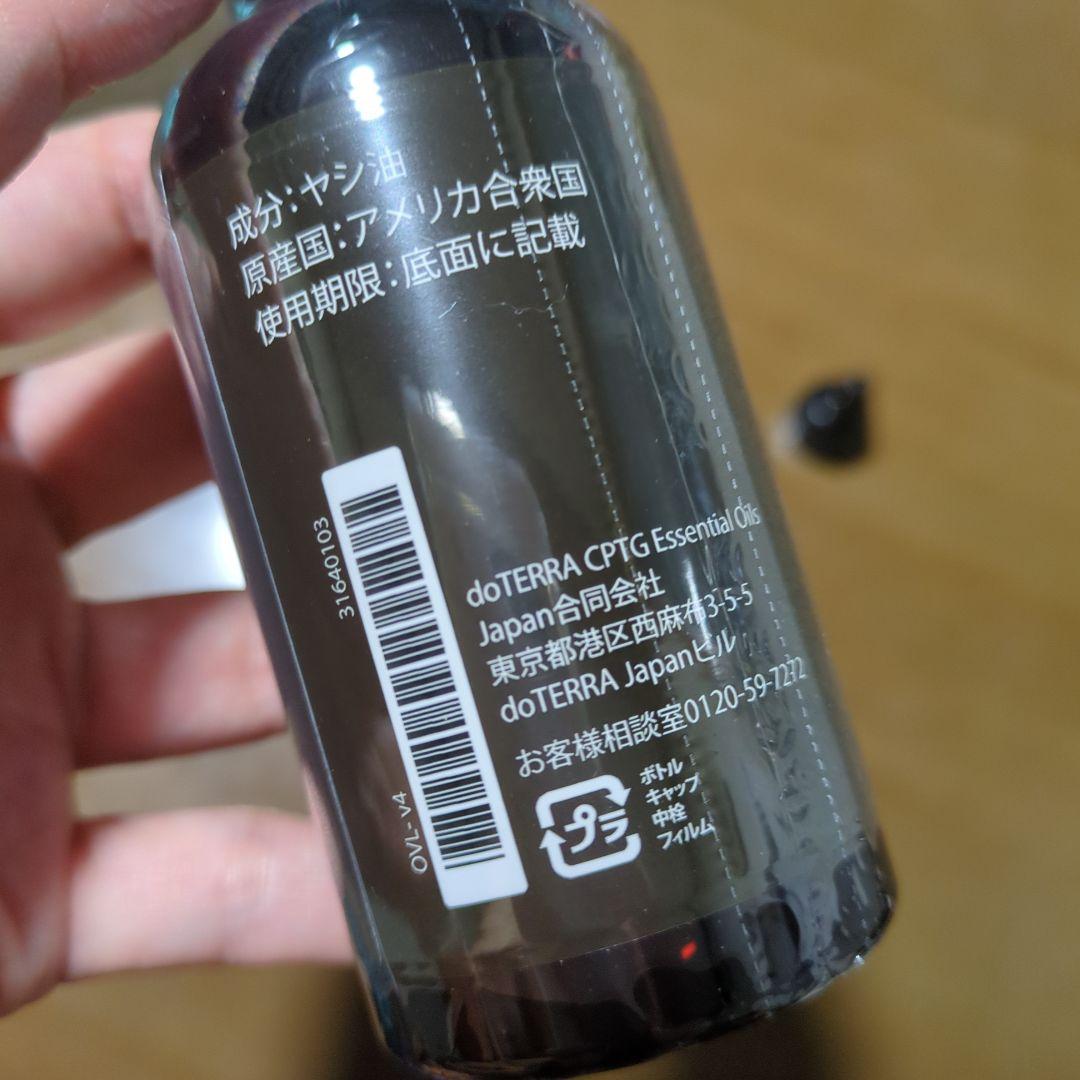 成分：ヤシ油
原産国：アメリカ合衆国
使用期限：底面に記載
31640103
OVL- V4
doTERRA CPTG Essential Oils
Japan合同会社
東京都港区西麻布3-5-5
doTERRA Japanビル
お客様相談室0120-59-7272
プラ
ボトル
キャップ
中栓
フィルム